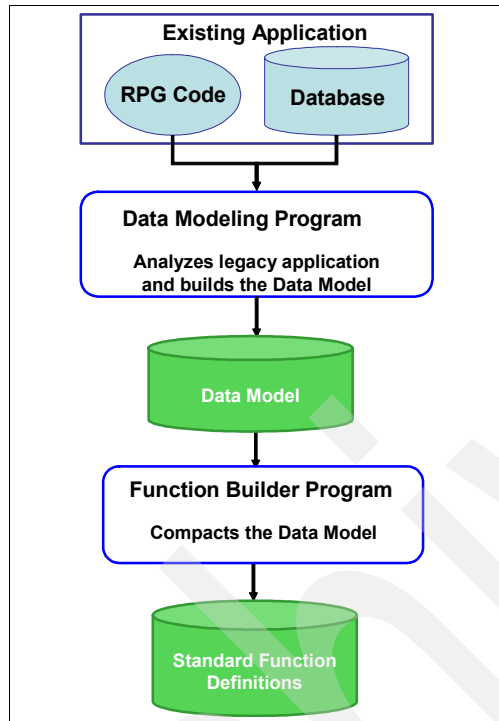 Existing Application
RPG Code
Database
Data Modeling Program
Analyzes legacy application
and builds the Data Model
Data Model
Function Builder Program
Compacts the Data Model
Standard Function
Definitions